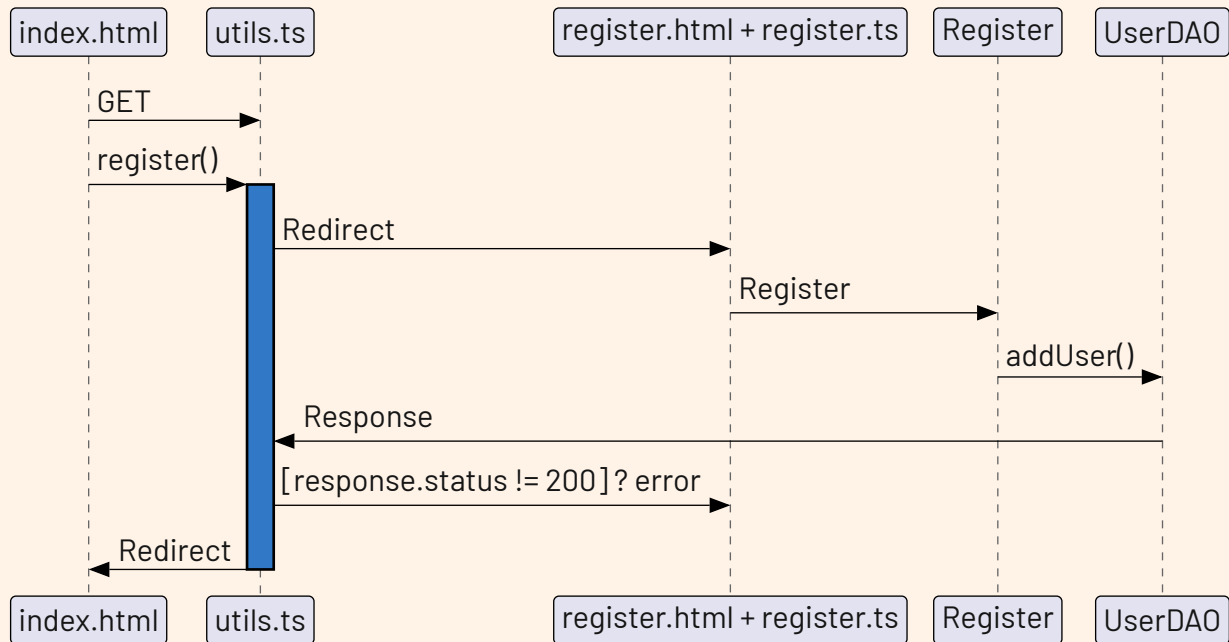 index.html
utils.ts
register.html + register.ts
Register
UserDAO
GET
register()
Redirect
Register
addUser()
Response
[response.status != 200] ? error
Redirect
index.html
utils.ts
register.html + register.ts
Register
UserDAO